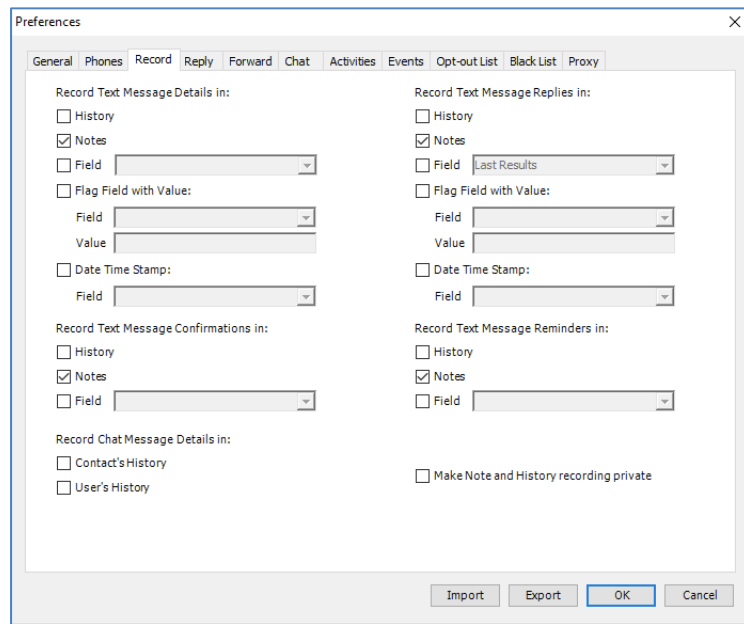 Preferences
General Phones Record Reply Forward Chat Activities Events Opt-out List Black List Proxy
Record Text Message Details in:
History
Notes
Field
Flag Field with Value:
Field
Value
Date Time Stamp:
Field
Record Text Message Replies in:
History
Notes
Field Last Results
Flag Field with Value:
Field
Value
Date Time Stamp:
Field
Record Text Message Confirmations in:
History
Notes
Field
Record Text Message Reminders in:
History
Notes
Field
Record Chat Message Details in:
Contact's History
User's History
Make Note and History recording private
Import Export OK Cancel